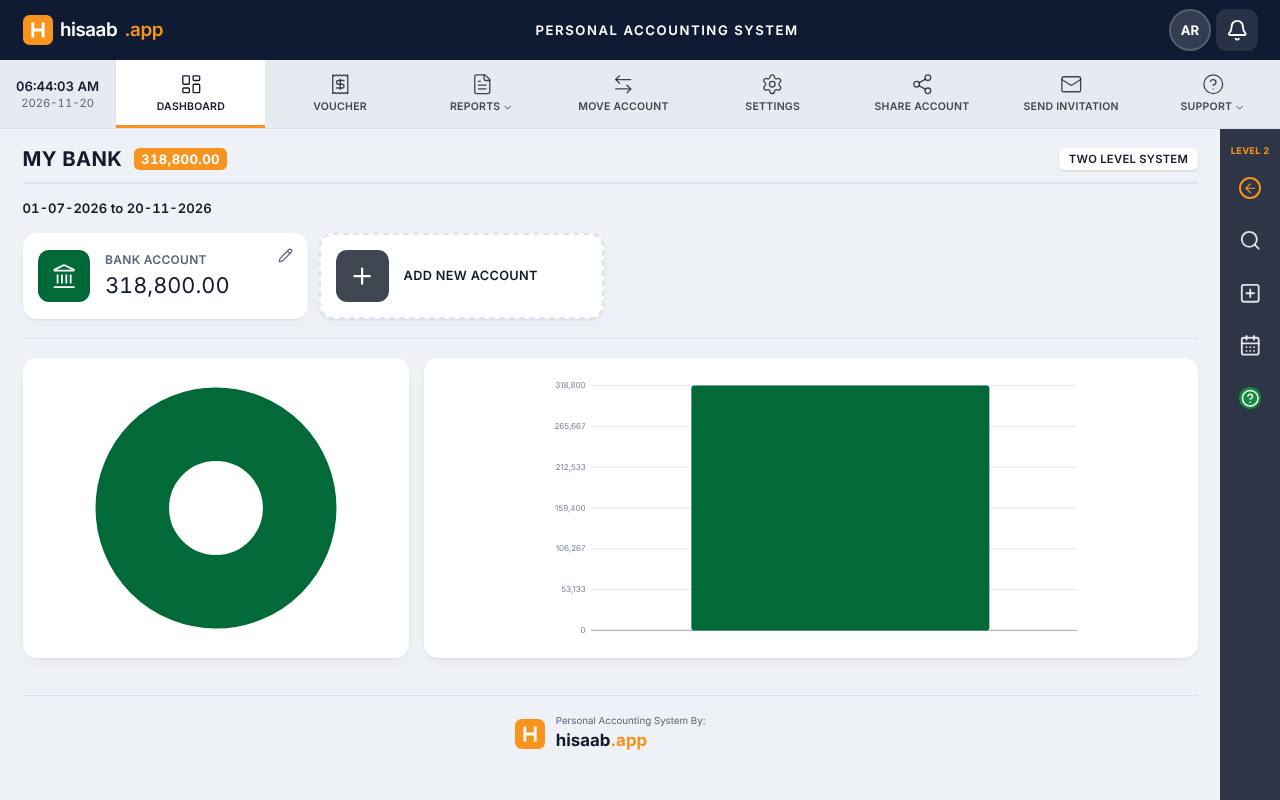 H hisaab .app
PERSONAL ACCOUNTING SYSTEM
AR
06:44:03 AM
2026-11-20
DASHBOARD
VOUCHER
REPORTS
MOVE ACCOUNT
SETTINGS
SHARE ACCOUNT
SEND INVITATION
SUPPORT
MY BANK 318,800.00
TWO LEVEL SYSTEM
LEVEL 2
01-07-2026 to 20-11-2026
BANK ACCOUNT
318,800.00
ADD NEW ACCOUNT
318,800
265,667
212,533
159,400
106,267
53,133
0
Personal Accounting System By:
H hisaab.app